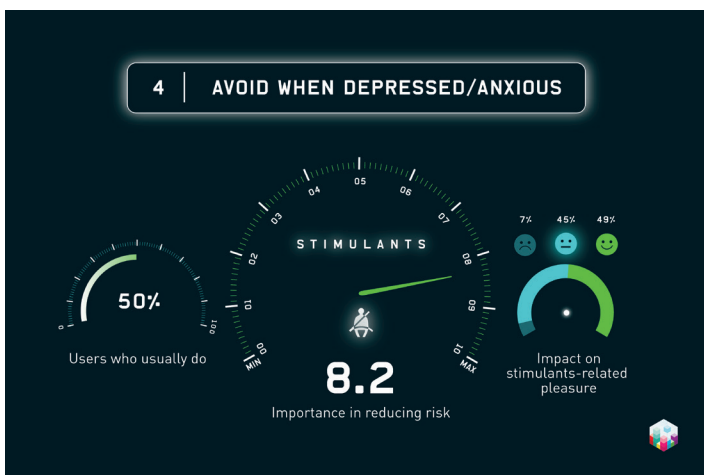 4 | AVOID WHEN DEPRESSED/ANXIOUS
50%
0
100
Users who usually do
STIMULANTS
MIN
00
01
02
03
04
05
06
07
08
09
10
MAX
8.2
Importance in reducing risk
7% 45% 49%
Impact on
stimulants-related
pleasure